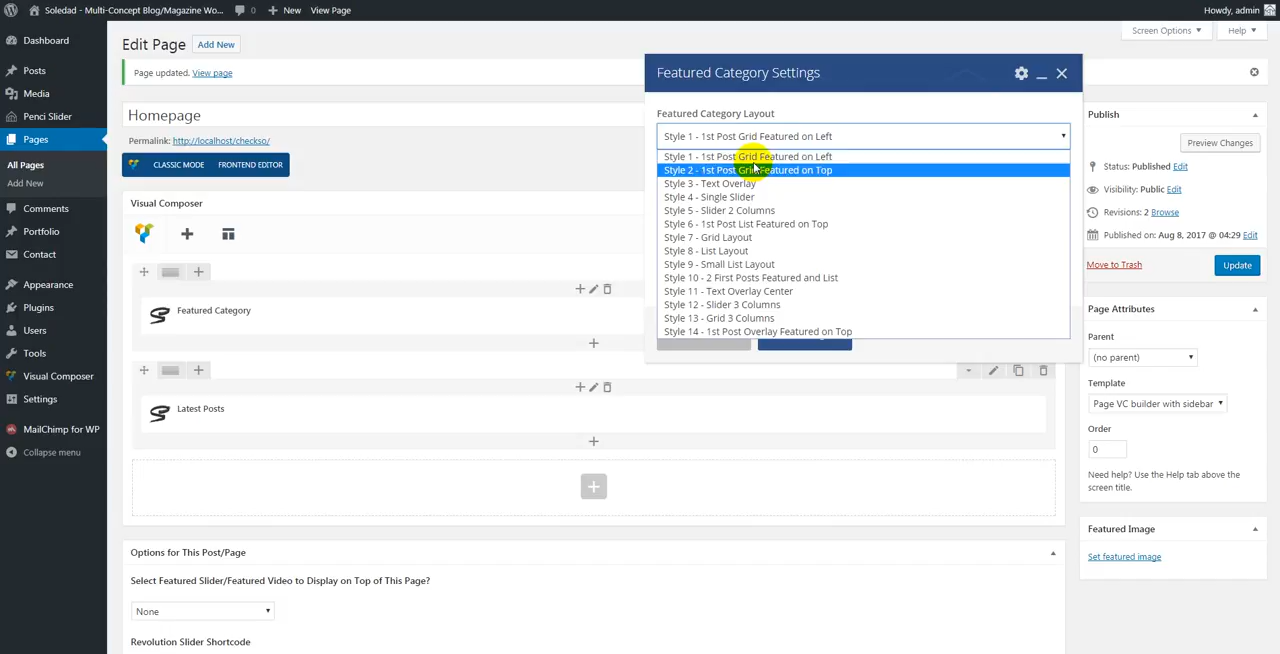 Soledad - Multi-Concept Blog/Magazine Wo...
0
New
View Page
Howdy, admin
Dashboard
Posts
Media
Penci Slider
Pages
All Pages
Add New
Comments
Portfolio
Contact
Appearance
Plugins
Users
Tools
Visual Composer
Settings
MailChimp for WP
Collapse menu
Screen Options
Help
Edit Page
Add New
Page updated. View page
Homepage
Permalink: http://localhost/checkso/
CLASSIC MODE
FRONTEND EDITOR
Visual Composer
Featured Category
Latest Posts
Options for This Post/Page
Select Featured Slider/Featured Video to Display on Top of This Page?
None
Revolution Slider Shortcode
Featured Category Settings
Featured Category Layout
Style 1 - 1st Post Grid Featured on Left
Style 1 - 1st Post Grid Featured on Left
Style 2 - 1st Post Grid Featured on Top
Style 3 - Text Overlay
Style 4 - Single Slider
Style 5 - Slider 2 Columns
Style 6 - 1st Post List Featured on Top
Style 7 - Grid Layout
Style 8 - List Layout
Style 9 - Small List Layout
Style 10 - 2 First Posts Featured and List
Style 11 - Text Overlay Center
Style 12 - Slider 3 Columns
Style 13 - Grid 3 Columns
Style 14 - 1st Post Overlay Featured on Top
Publish
Preview Changes
Status: Published Edit
Visibility: Public Edit
Revisions: 2 Browse
Published on: Aug 8, 2017 @ 04:29 Edit
Move to Trash
Update
Page Attributes
Parent
(no parent)
Template
Page VC builder with sidebar
Order
0
Need help? Use the Help tab above the
screen title.
Featured Image
Set featured image